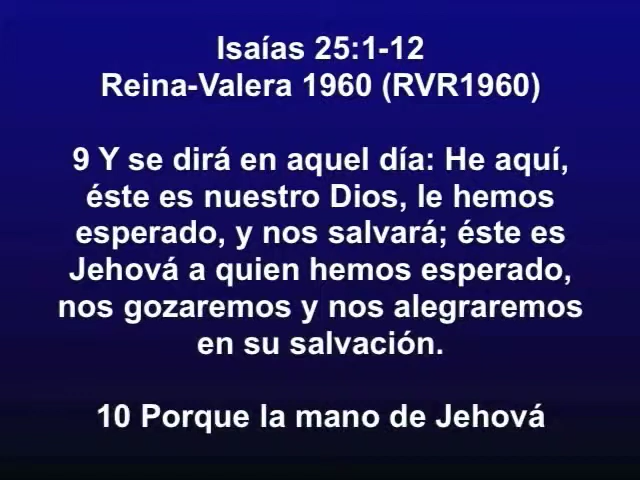 Isaías 25:1-12
Reina-Valera 1960 (RVR1960)
9 Y se dirá en aquel día: He aquí,
éste es nuestro Dios, le hemos
esperado, y nos salvará; éste es
Jehová a quien hemos esperado,
nos gozaremos y nos alegraremos
en su salvación.
10 Porque la mano de Jehová